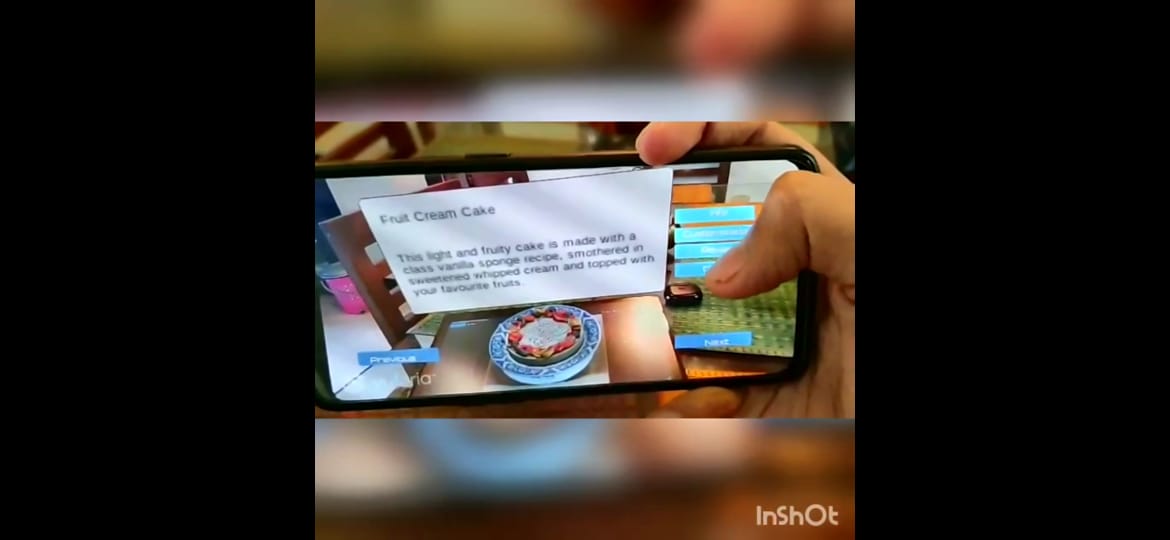 Fruit Cream Cake
This light and fruity cake is made with a
class vanilla sponge recipe, smothered in
sweetened whipped cream and topped with
your favourite fruits.
Previous
Next
InShOt